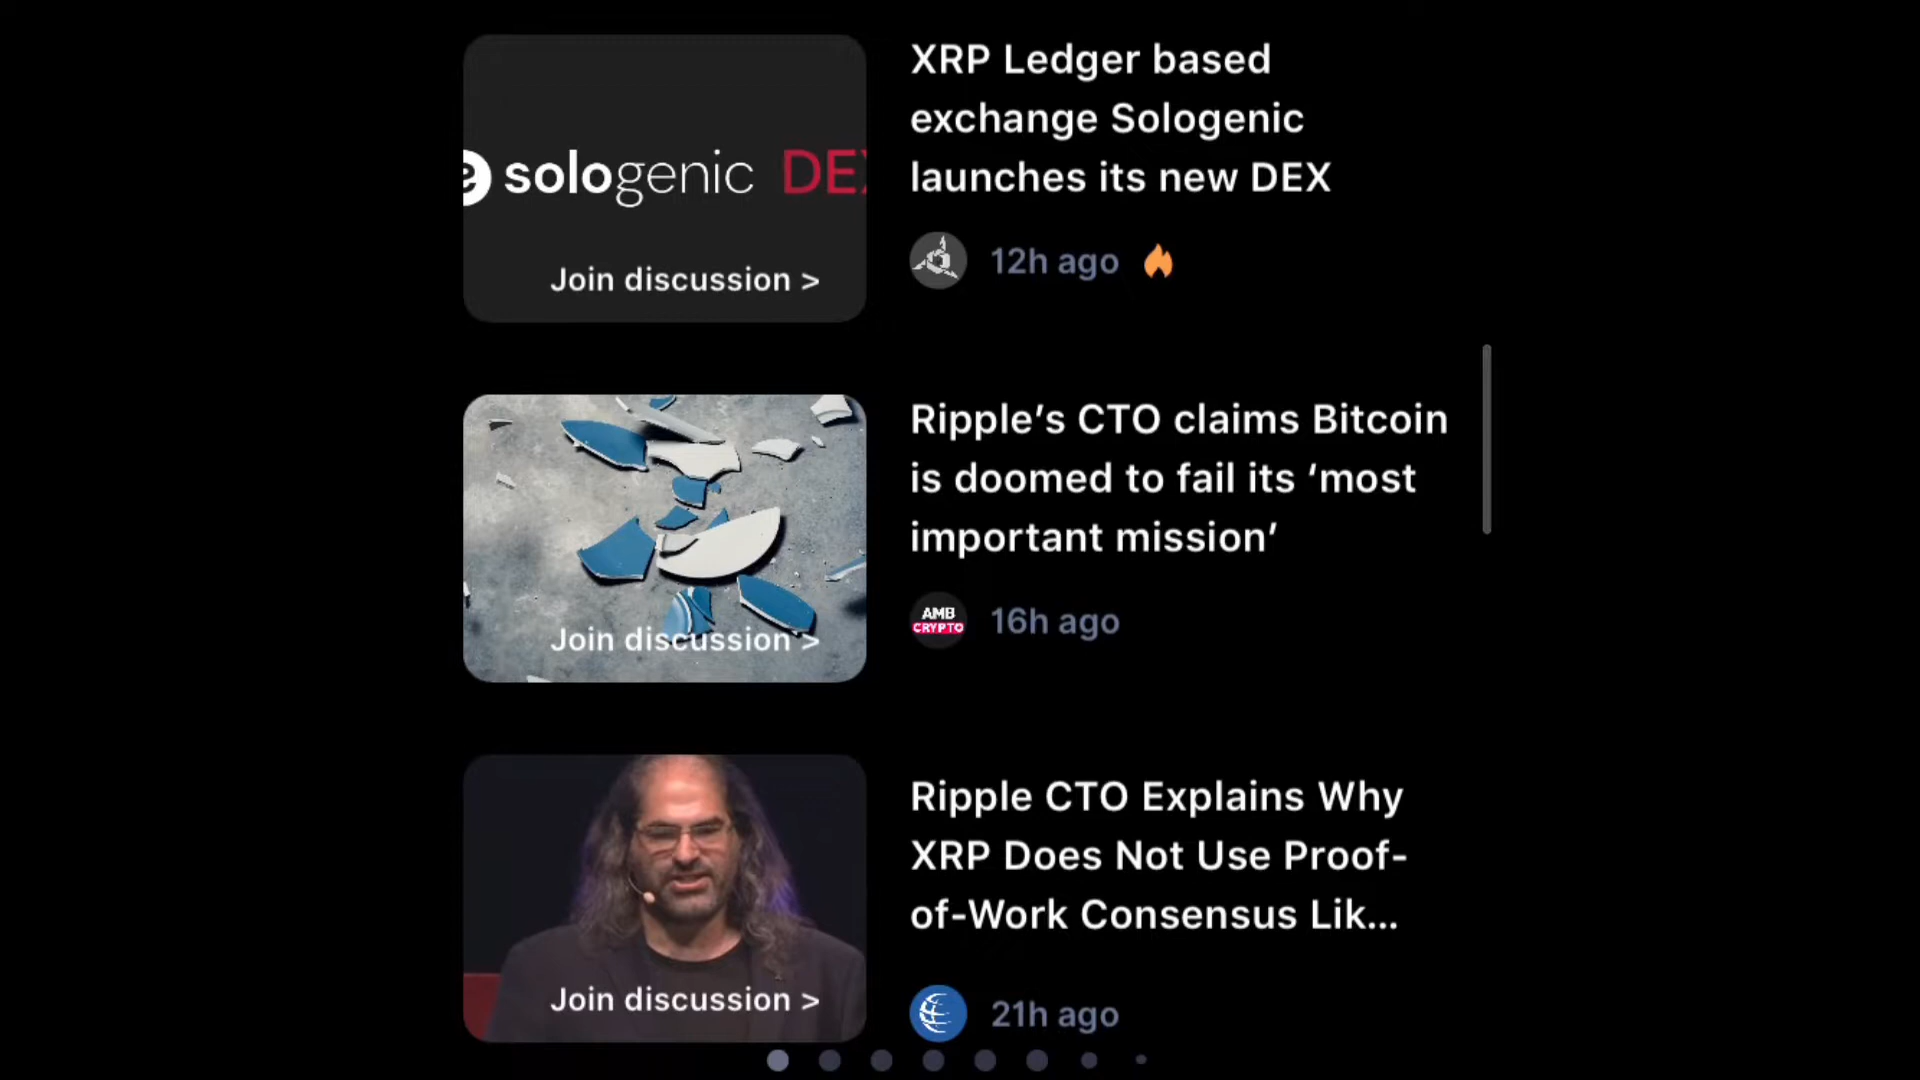 XRP Ledger based
exchange Sologenic
launches its new DEX
sologenic DEX
Join discussion >
12h ago
Ripple’s CTO claims Bitcoin
is doomed to fail its ‘most
important mission’
Join discussion >
AMB
CRYPTO
16h ago
Ripple CTO Explains Why
XRP Does Not Use Proof-
of-Work Consensus Lik...
Join discussion >
21h ago